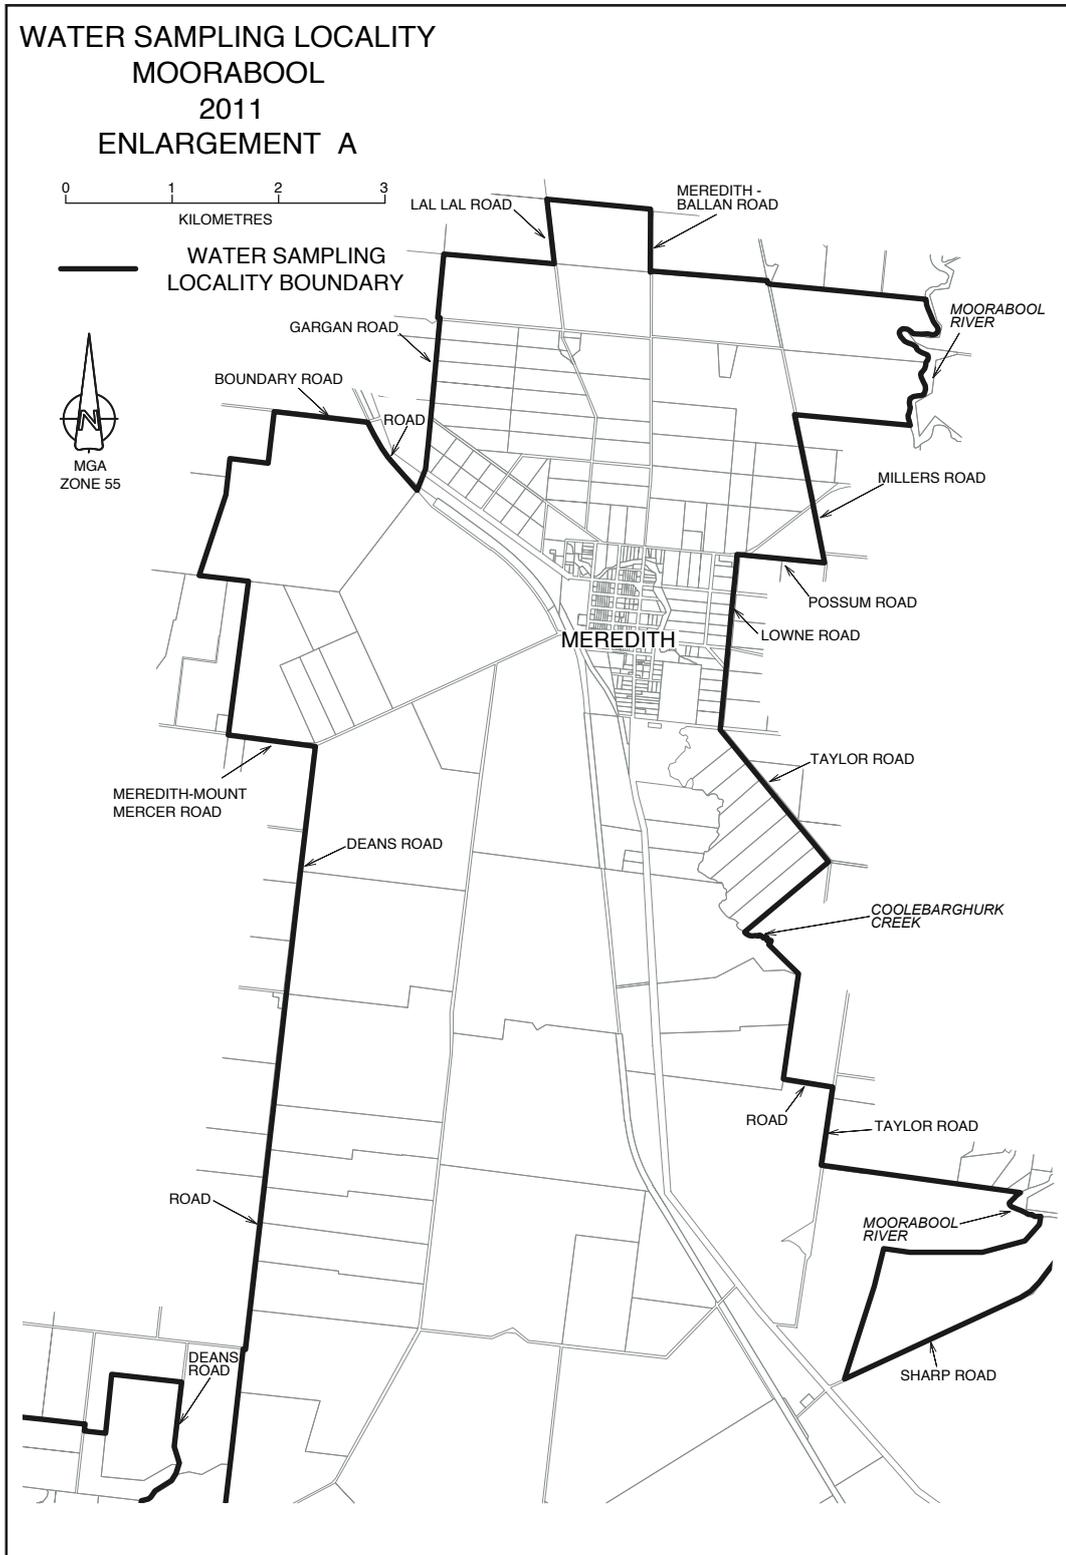 WATER SAMPLING LOCALITY
MOORABOOL
2011
ENLARGEMENT A
0 1 2 3
KILOMETRES
WATER SAMPLING
LOCALITY BOUNDARY
LAL LAL ROAD
MEREDITH -
BALLAN ROAD
GARGAN ROAD
MOORABOOL
RIVER
BOUNDARY ROAD
ROAD
N
MGA
ZONE 55
MILLERS ROAD
POSSUM ROAD
LOWNE ROAD
MEREDITH
TAYLOR ROAD
MEREDITH-MOUNT
MERCER ROAD
DEANS ROAD
COOLEBARGHURK
CREEK
ROAD
TAYLOR ROAD
ROAD
MOORABOOL
RIVER
DEANS
ROAD
SHARP ROAD